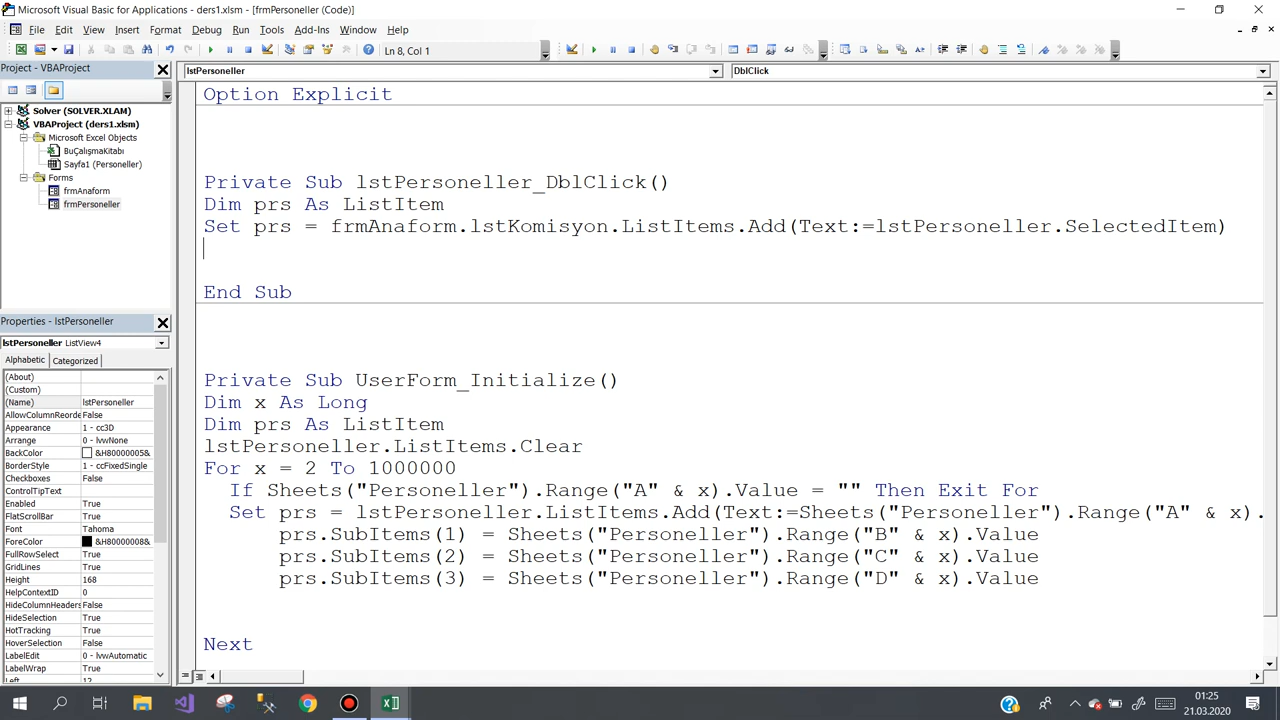 Microsoft Visual Basic for Applications - ders1.xlsm - [frmPersoneller (Code)]
File Edit View Insert Format Debug Run Tools Add-Ins Window Help
Ln 8, Col 1
Project - VBAProject
Solver (SOLVER.XLAM)
VBAProject (ders1.xlsm)
Microsoft Excel Objects
BuÇalışmaKitabı
Sayfa1 (Personeller)
Forms
frmAnaform
frmPersoneller
Properties - lstPersoneller
lstPersoneller ListView4
Alphabetic Categorized
(About)
(Custom)
(Name) lstPersoneller
AllowColumnReorde False
Appearance 1 - cc3D
Arrange 0 - lvwNone
BackColor &H80000005&
BorderStyle 1 - ccFixedSingle
Checkboxes False
ControlTipText
Enabled True
FlatScrollBar True
Font Tahoma
ForeColor &H80000008&
FullRowSelect True
GridLines True
Height 168
HelpContextID 0
HideColumnHeaders False
HideSelection True
HotTracking True
HoverSelection False
LabelEdit 0 - lvwAutomatic
LabelWrap True
Left 12
lstPersoneller DblClick
Option Explicit
Private Sub lstPersoneller_DblClick()
Dim prs As ListItem
Set prs = frmAnaform.lstKomisyon.ListItems.Add(Text:=lstPersoneller.SelectedItem)
End Sub
Private Sub UserForm_Initialize()
Dim x As Long
Dim prs As ListItem
lstPersoneller.ListItems.Clear
For x = 2 To 1000000
If Sheets("Personeller").Range("A" & x).Value = "" Then Exit For
Set prs = lstPersoneller.ListItems.Add(Text:=Sheets("Personeller").Range("A" & x).
prs.SubItems(1) = Sheets("Personeller").Range("B" & x).Value
prs.SubItems(2) = Sheets("Personeller").Range("C" & x).Value
prs.SubItems(3) = Sheets("Personeller").Range("D" & x).Value
Next
01:25
21.03.2020